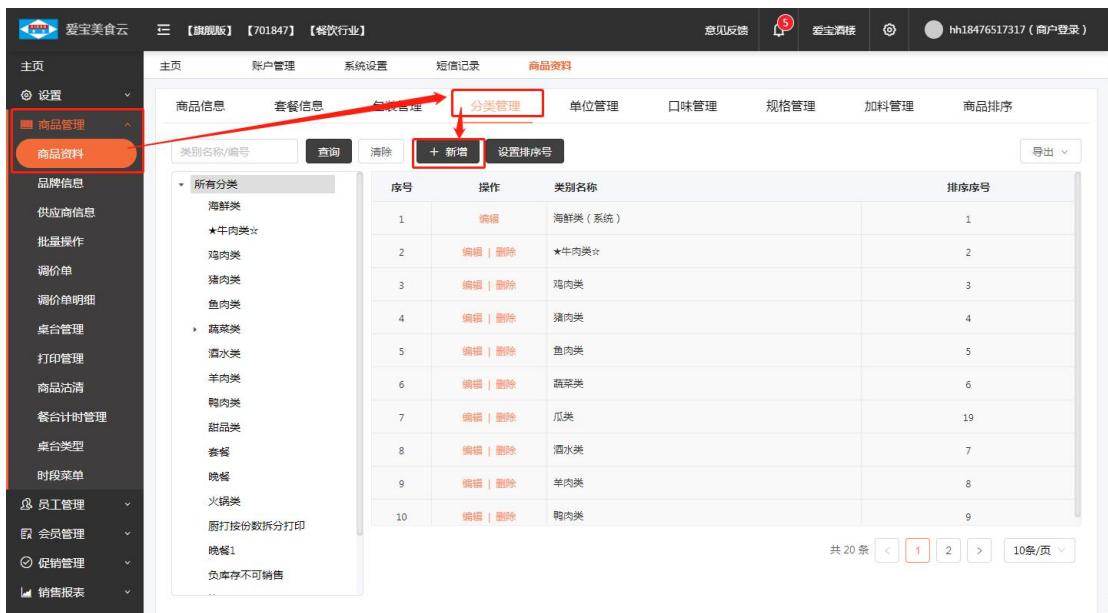 爱宝美食云
【旗舰版】 【701847】 【餐饮行业】
意见反馈
5
爱宝酒楼
hh18476517317（商户登录）
主页
设置
商品管理
商品资料
品牌信息
供应商信息
批量操作
调价单
调价单明细
桌台管理
打印管理
商品沽清
餐台计时管理
桌台类型
时段菜单
员工管理
会员管理
促销管理
销售报表
主页 账户管理 系统设置 短信记录 商品资料
商品信息 套餐信息 包装管理 分类管理 单位管理 口味管理 规格管理 加料管理 商品排序
类别名称/编号 查询 清除 + 新增 设置排序号 导出
所有分类
海鲜类
★牛肉类☆
鸡肉类
猪肉类
鱼肉类
蔬菜类
酒水类
羊肉类
鸭肉类
甜品类
套餐
晚餐
火锅类
厨打按份数拆分打印
晚餐1
负库存不可销售
序号 操作 类别名称 排序序号
1 编辑 海鲜类（系统） 1
2 编辑 | 删除 ★牛肉类☆ 2
3 编辑 | 删除 鸡肉类 3
4 编辑 | 删除 猪肉类 4
5 编辑 | 删除 鱼肉类 5
6 编辑 | 删除 蔬菜类 6
7 编辑 | 删除 瓜类 19
8 编辑 | 删除 酒水类 7
9 编辑 | 删除 羊肉类 8
10 编辑 | 删除 鸭肉类 9
共 20 条 < 1 2 > 10条/页